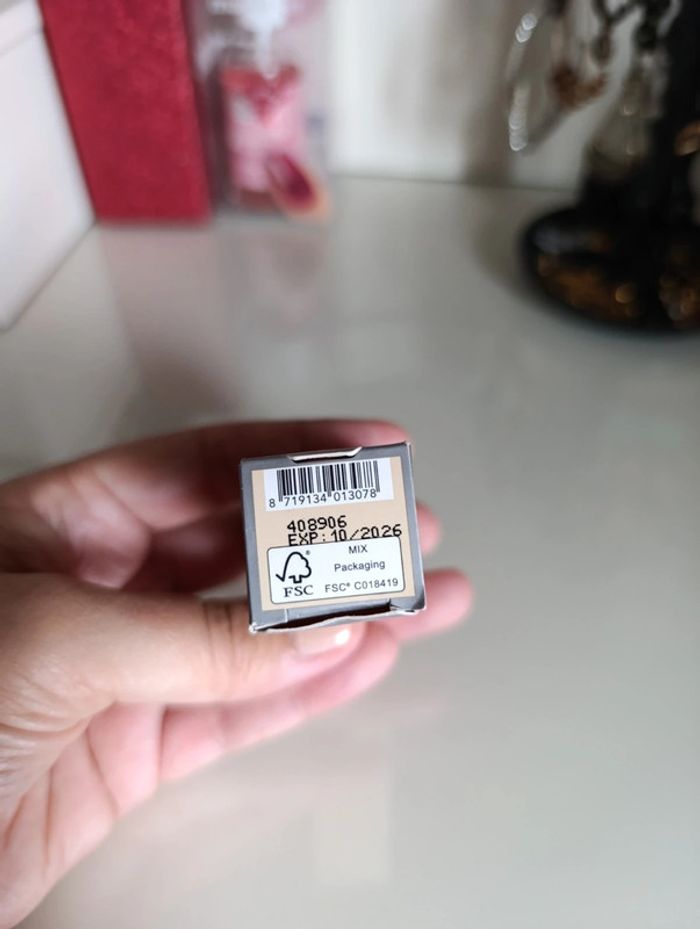 8 719134 013078
408906
EXP: 10/2026
MIX
Packaging
FSC® C018419
®
FSC